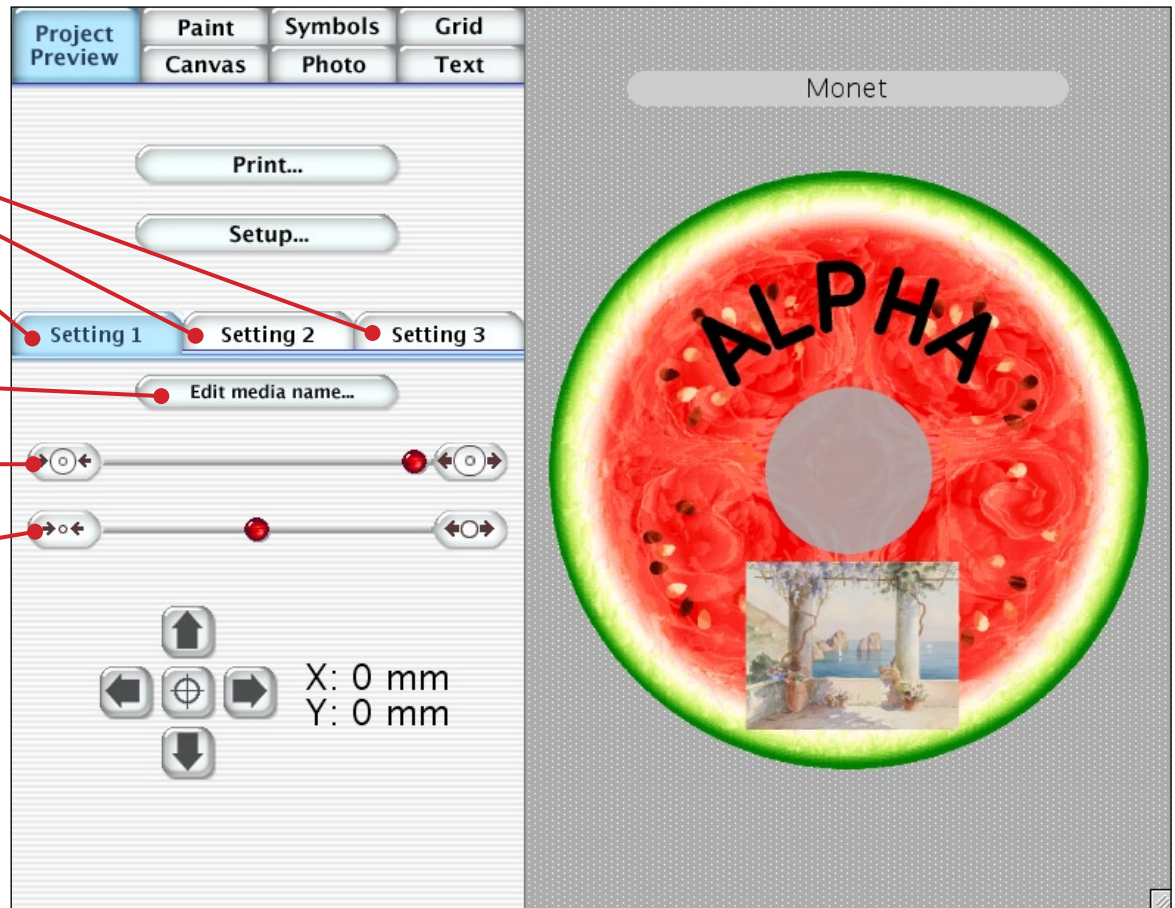 Project Preview
Paint
Symbols
Grid
Canvas
Photo
Text
Print...
Setup...
Setting 1
Setting 2
Setting 3
Edit media name...
X: 0 mm
Y: 0 mm
Monet
ALPHA